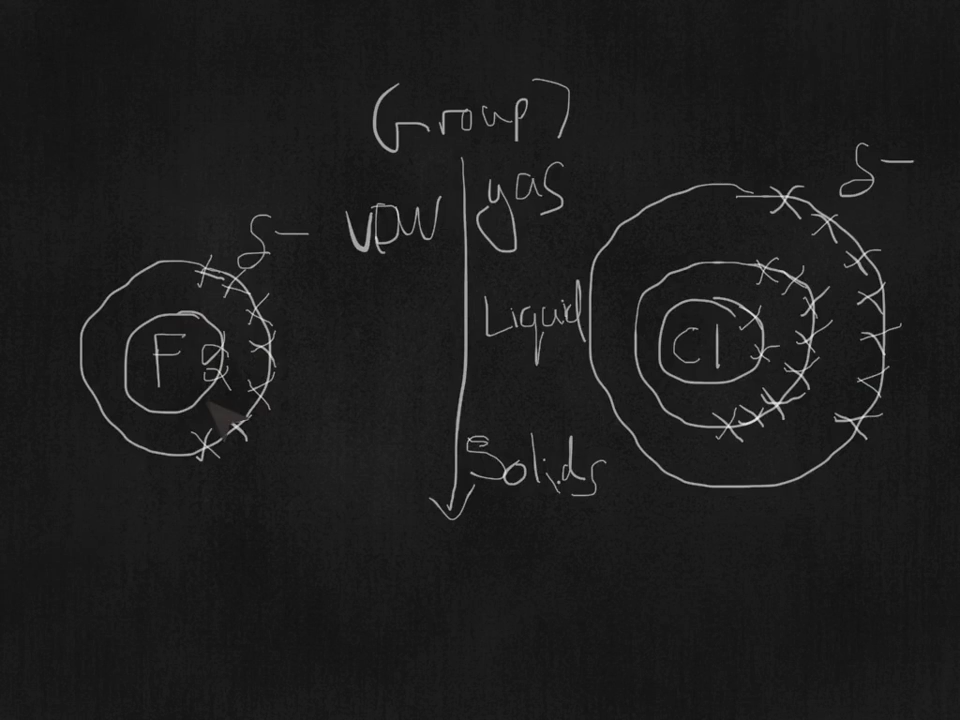 Group 7
δ−
VDW gas
δ−
Liquid
F
Cl
Solids